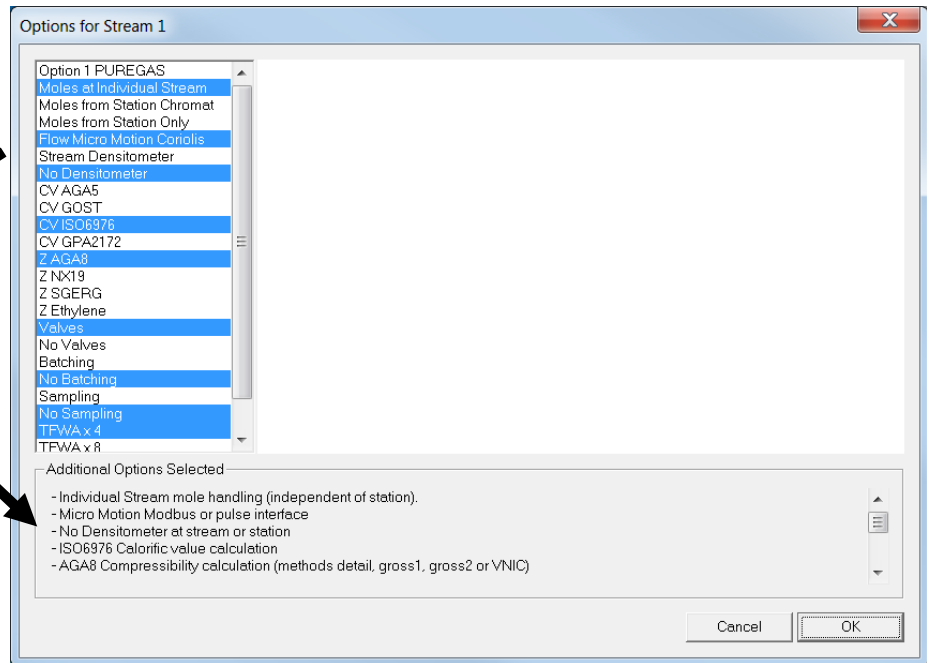 Options for Stream 1
Option 1 PUREGAS
Moles at Individual Stream
Moles from Station Chromat
Moles from Station Only
Flow Micro Motion Coriolis
Stream Densitometer
No Densitometer
CV AGA5
CV GOST
CV ISO6976
CV GPA2172
Z AGA8
Z NX19
Z SGERG
Z Ethylene
Valves
No Valves
Batching
No Batching
Sampling
No Sampling
TFWA x 4
TFWA x 8
Additional Options Selected
- Individual Stream mole handling (independent of station).
- Micro Motion Modbus or pulse interface
- No Densitometer at stream or station
- ISO6976 Calorific value calculation
- AGA8 Compressibility calculation (methods detail, gross1, gross2 or VNIC)
Cancel
OK